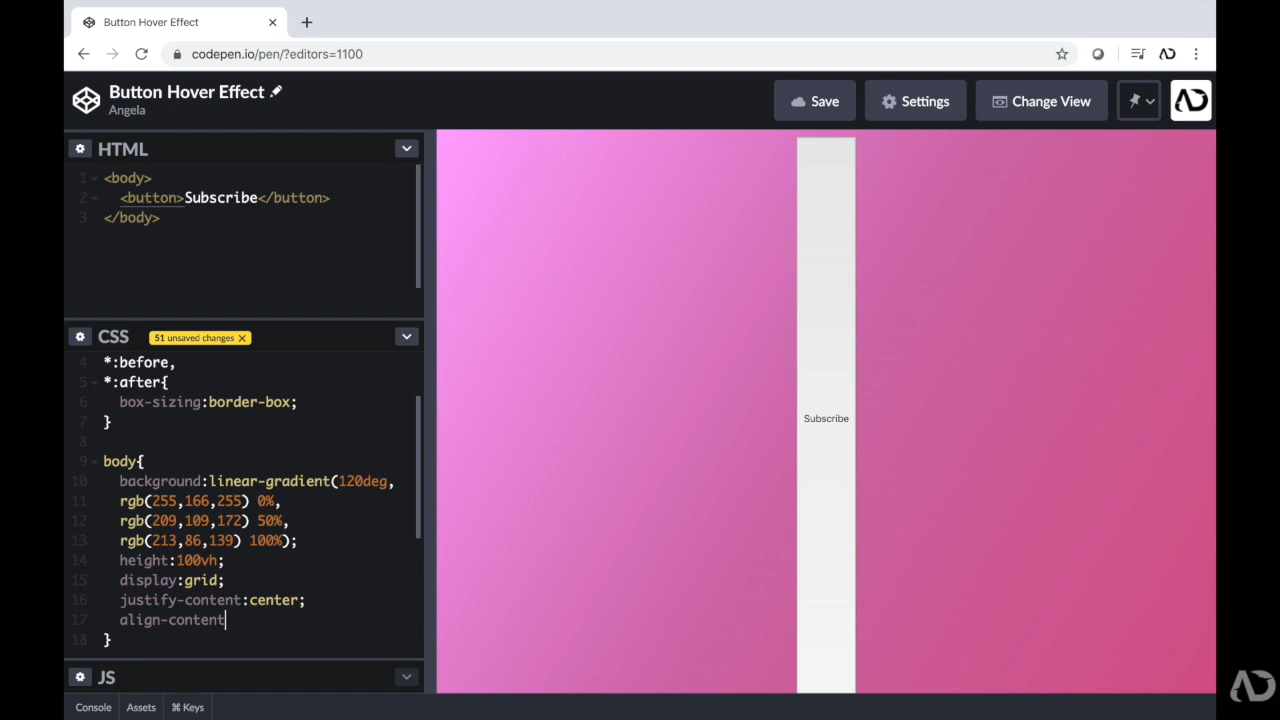 Button Hover Effect
codepen.io/pen/?editors=1100
Button Hover Effect
Angela
Save
Settings
Change View
HTML
1 <body>
2 <button>Subscribe</button>
3 </body>
CSS
51 unsaved changes X
4 *:before,
5 *:after{
6 box-sizing:border-box;
7 }
8
9 body{
10 background:linear-gradient(120deg,
11 rgb(255,166,255) 0%,
12 rgb(209,109,172) 50%,
13 rgb(213,86,139) 100%);
14 height:100vh;
15 display:grid;
16 justify-content:center;
17 align-content
18 }
JS
Console Assets ⌘ Keys
Subscribe